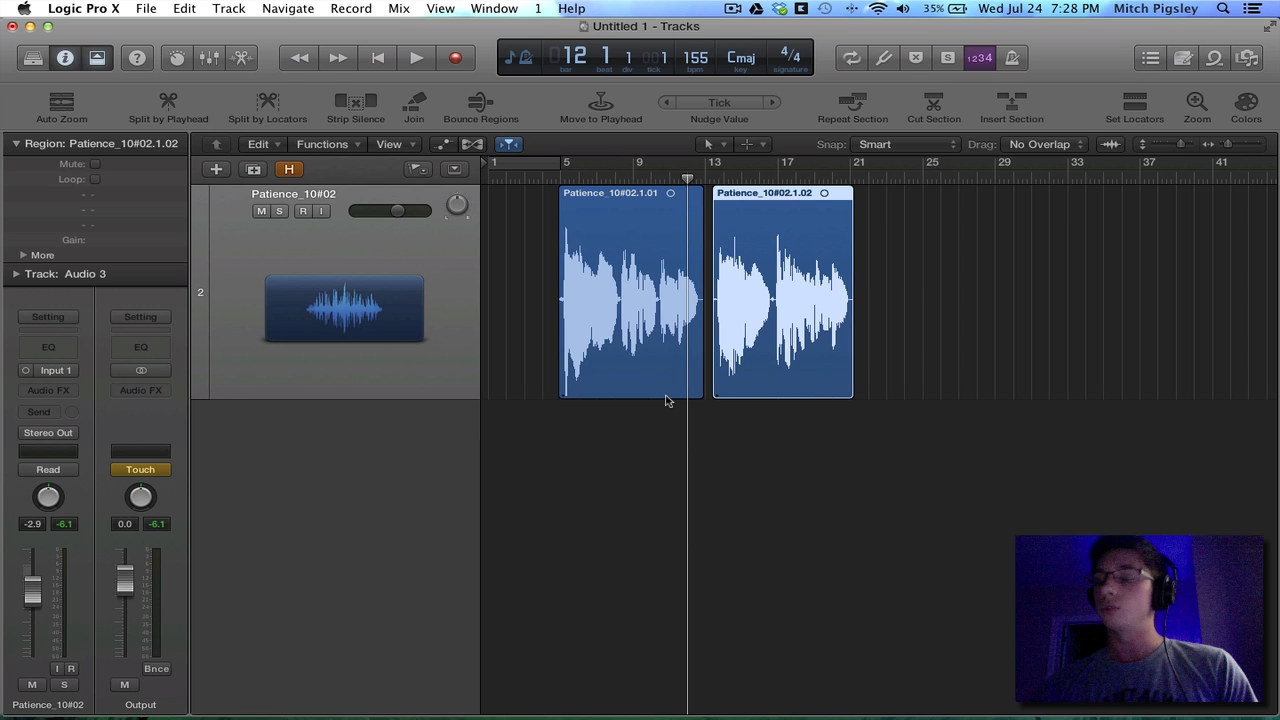 Logic Pro X File Edit Track Navigate Record Mix View Window 1 Help 35% Wed Jul 24 7:28 PM Mitch Pigsley
Untitled 1 - Tracks
12 1 1 1 155 Cmaj 4/4
bar beat div tick bpm key signature
1234
Auto Zoom Split by Playhead Split by Locators Strip Silence Join Bounce Regions Move to Playhead Tick Nudge Value Repeat Section Cut Section Insert Section Set Locators Zoom Colors
Region: Patience_10#02.1.02 Edit Functions View Snap: Smart Drag: No Overlap
Mute:
Loop:
Gain:
More
Track: Audio 3
H
1 5 9 13 17 21 25 29 33 37 41
Patience_10#02
M S R I
2
Patience_10#02.1.01 Patience_10#02.1.02
Setting Setting
EQ EQ
Input 1
Audio FX Audio FX
Send
Stereo Out
Read Touch
-2.9 -6.1 0.0 -6.1
I R Bnce
M S M
Patience_10#02 Output